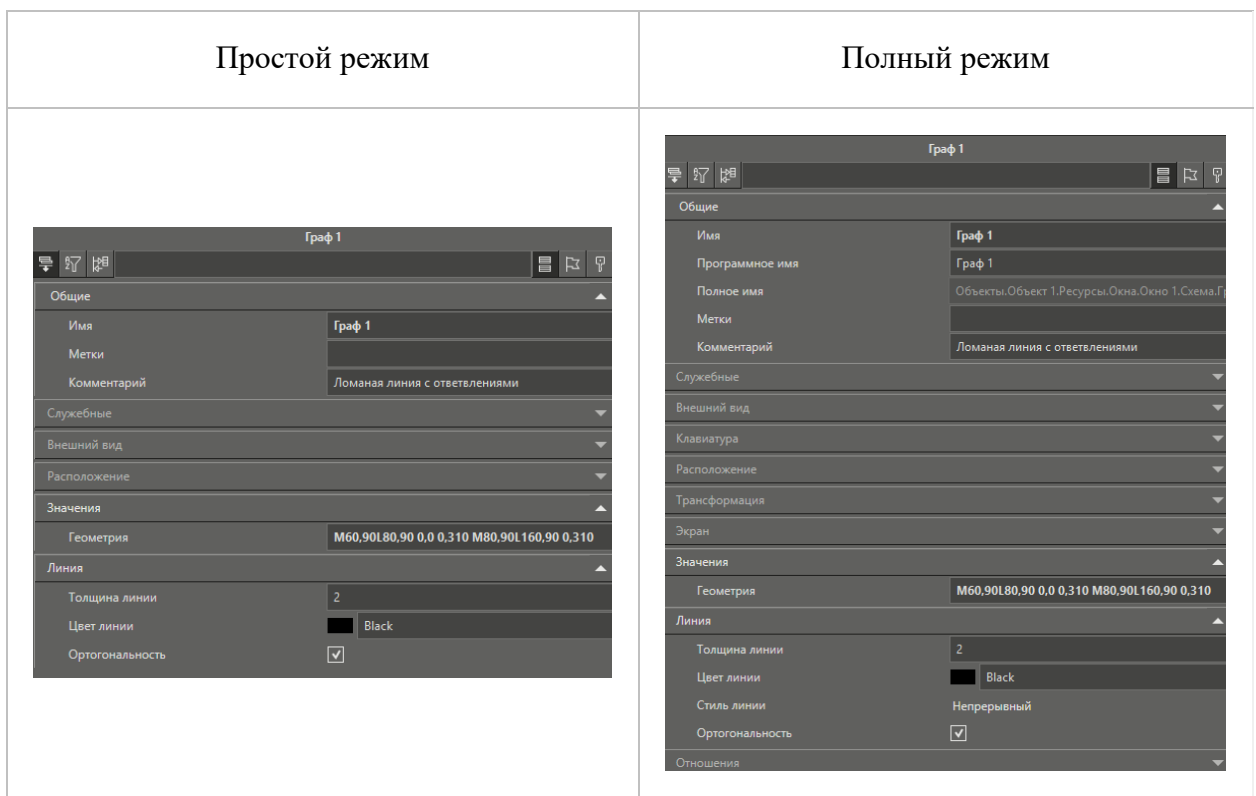 Простой режим
Полный режим
Граф 1
Общие
Имя
Граф 1
Метки
Комментарий
Ломаная линия с ответвлениями
Служебные
Внешний вид
Расположение
Значения
Геометрия
M60,90L80,90 0,0 0,310 M80,90L160,90 0,310
Линия
Толщина линии
2
Цвет линии
Black
Ортогональность
Граф 1
Общие
Имя
Граф 1
Программное имя
Граф 1
Полное имя
Объекты.Объект 1.Ресурсы.Окна.Окно 1.Схема.Гр
Метки
Комментарий
Ломаная линия с ответвлениями
Служебные
Внешний вид
Клавиатура
Расположение
Трансформация
Экран
Значения
Геометрия
M60,90L80,90 0,0 0,310 M80,90L160,90 0,310
Линия
Толщина линии
2
Цвет линии
Black
Стиль линии
Непрерывный
Ортогональность
Отношения